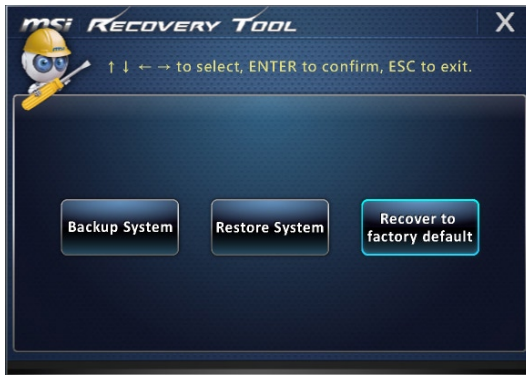 msi RECOVERY TOOL X
↑ ↓ ← → to select, ENTER to confirm, ESC to exit.
Backup System
Restore System
Recover to
factory default